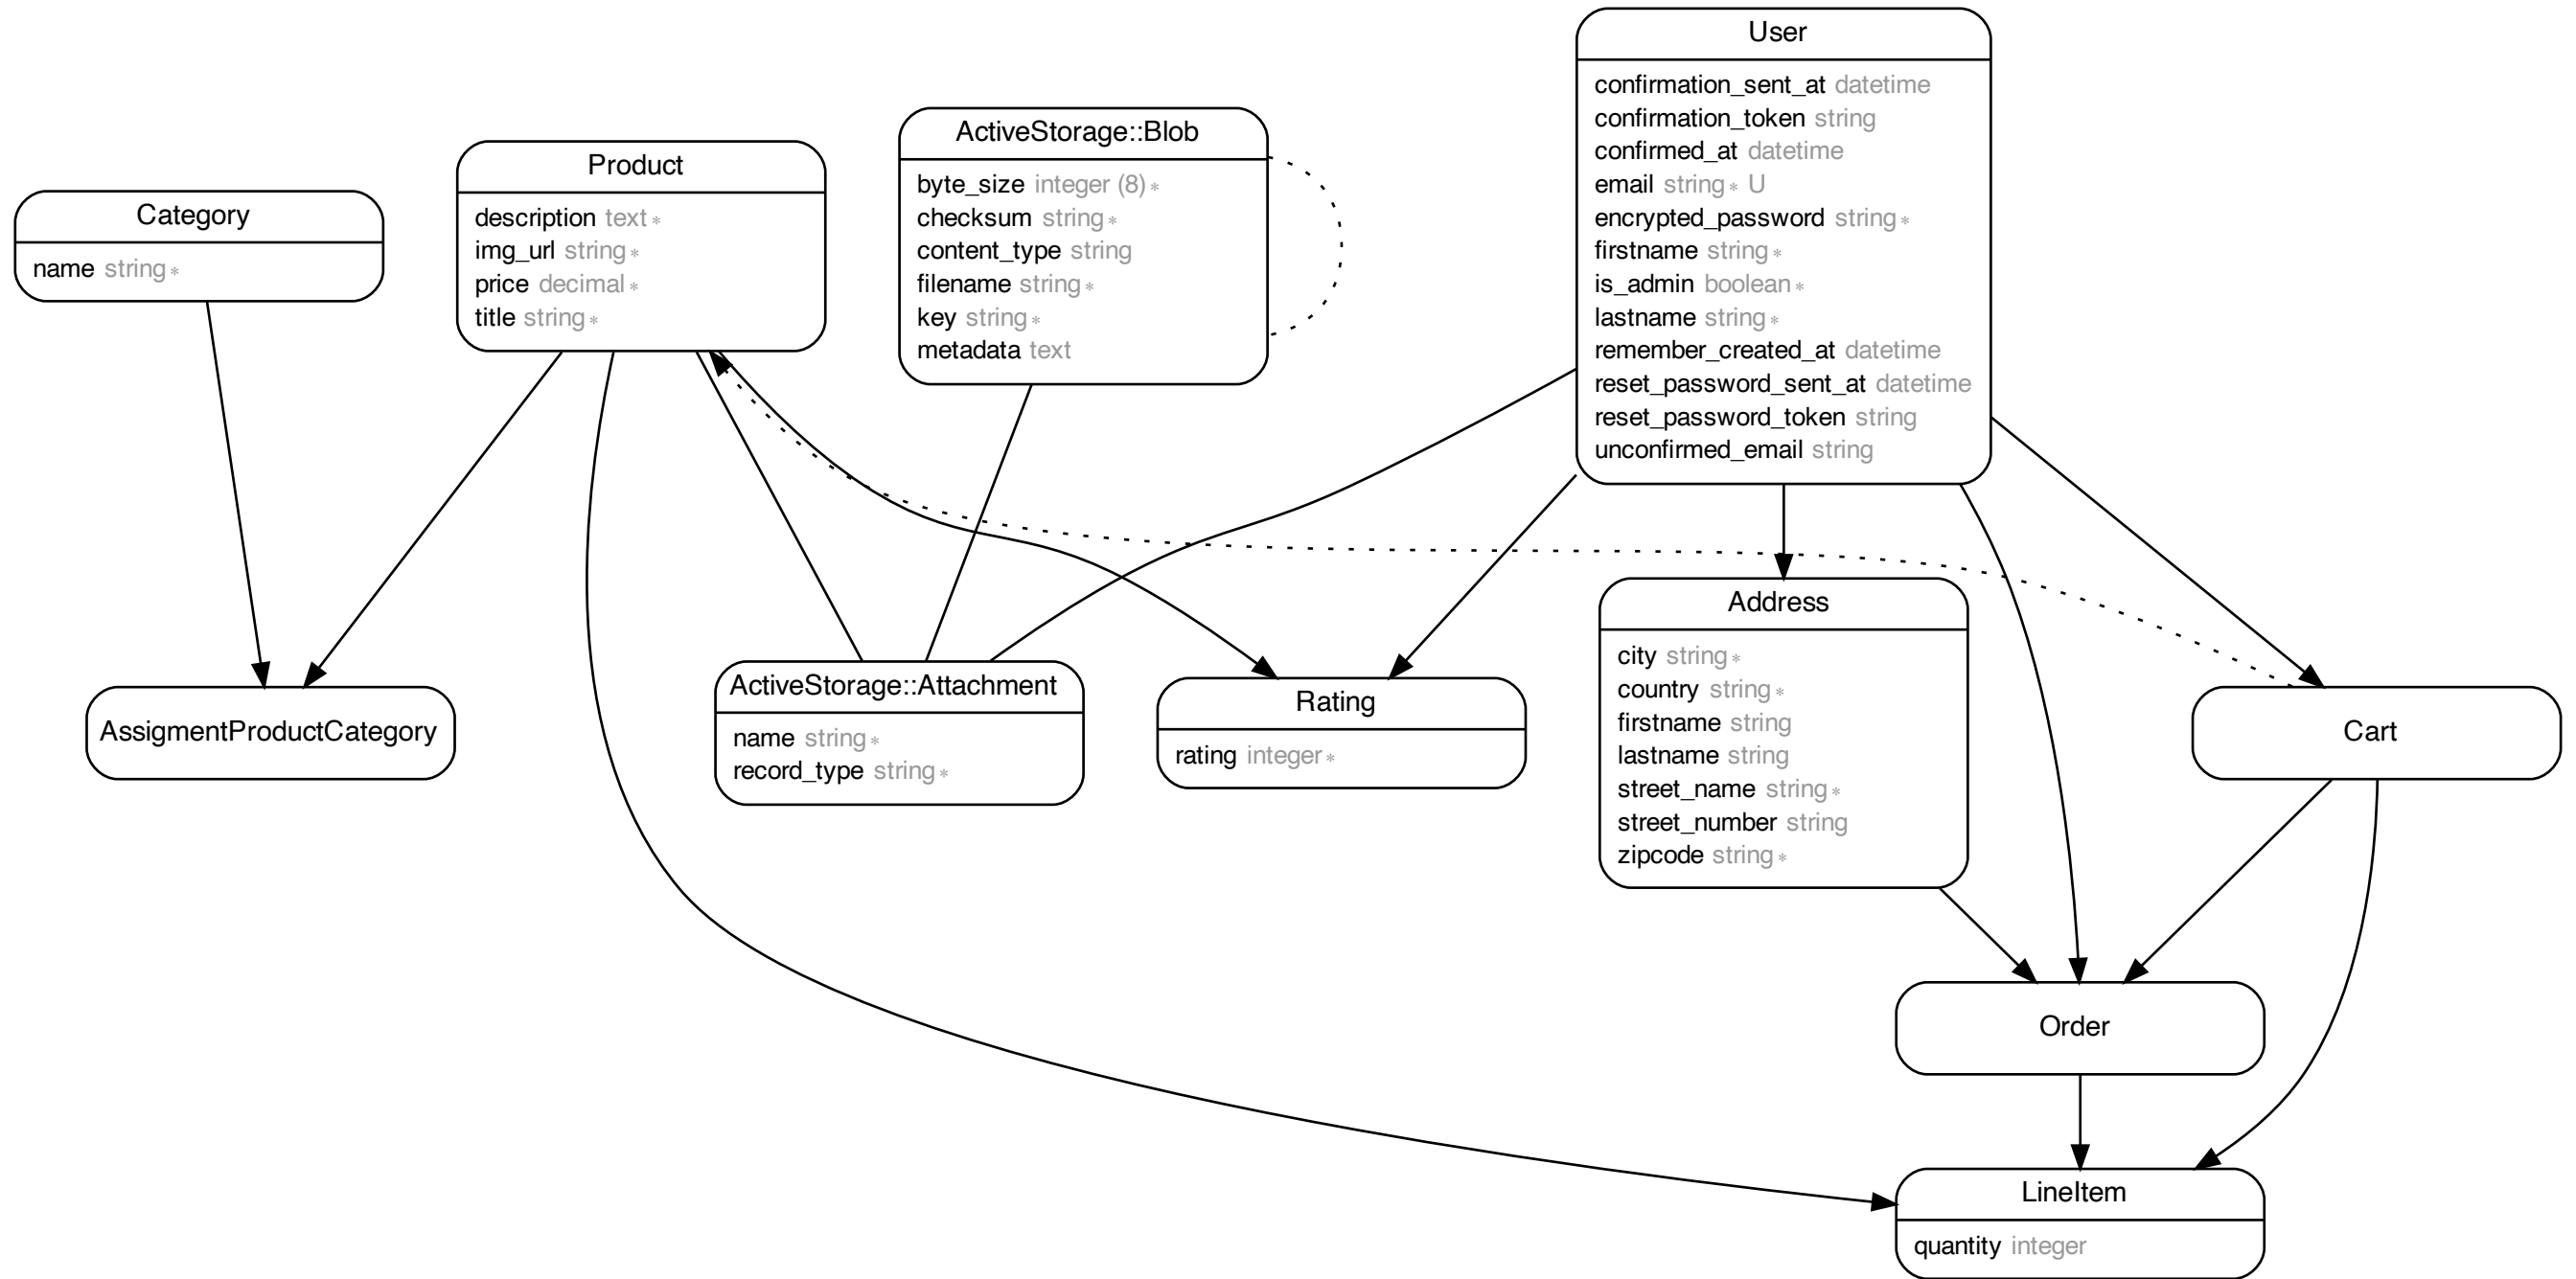 User
confirmation_sent_at datetime
confirmation_token string
confirmed_at datetime
email string* U
encrypted_password string*
firstname string*
is_admin boolean*
lastname string*
remember_created_at datetime
reset_password_sent_at datetime
reset_password_token string
unconfirmed_email string
ActiveStorage::Blob
byte_size integer (8)*
checksum string*
content_type string
filename string*
key string*
metadata text
Product
description text*
img_url string*
price decimal*
title string*
Category
name string*
Address
city string*
country string*
firstname string
lastname string
street_name string*
street_number string
zipcode string*
AssigmentProductCategory
ActiveStorage::Attachment
name string*
record_type string*
Rating
rating integer*
Cart
Order
LineItem
quantity integer